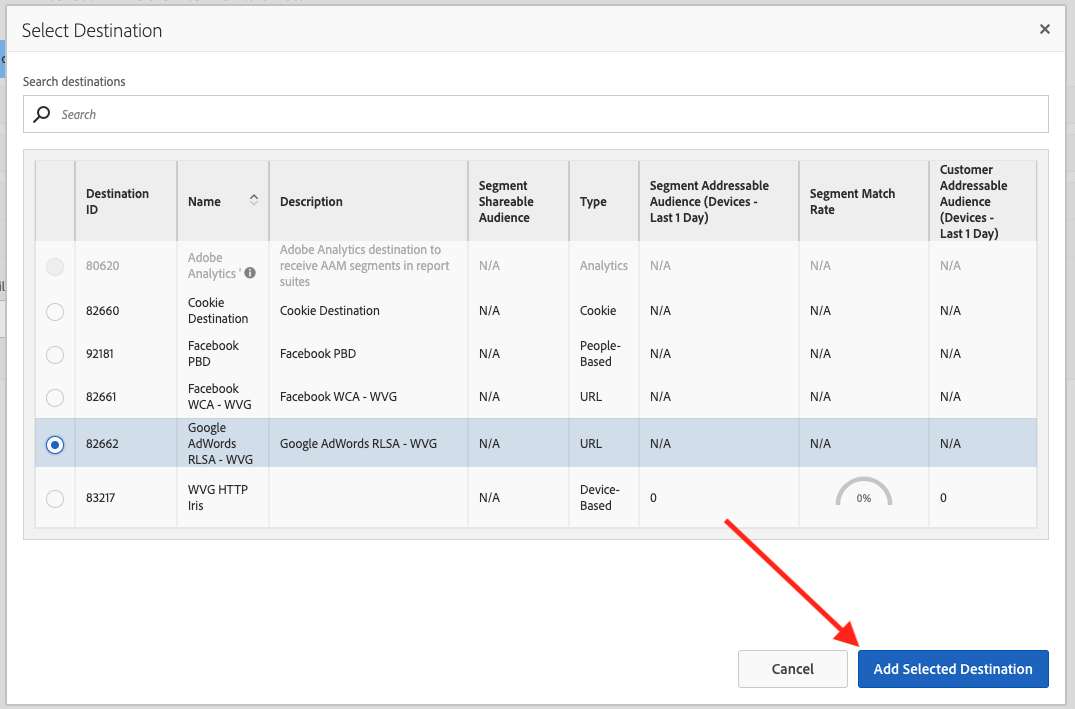 Select Destination
×
Search destinations
Search
Destination ID
Name
Description
Segment Shareable Audience
Type
Segment Addressable Audience (Devices - Last 1 Day)
Segment Match Rate
Customer Addressable Audience (Devices - Last 1 Day)
80620
Adobe Analytics '
Adobe Analytics destination to receive AAM segments in report suites
N/A
Analytics
N/A
N/A
N/A
82660
Cookie Destination
Cookie Destination
N/A
Cookie
N/A
N/A
N/A
92181
Facebook PBD
Facebook PBD
N/A
People-Based
N/A
N/A
N/A
82661
Facebook WCA - WVG
Facebook WCA - WVG
N/A
URL
N/A
N/A
N/A
82662
Google AdWords RLSA - WVG
Google AdWords RLSA - WVG
N/A
URL
N/A
N/A
N/A
83217
WVG HTTP Iris
N/A
Device-Based
0
0%
0
Cancel
Add Selected Destination